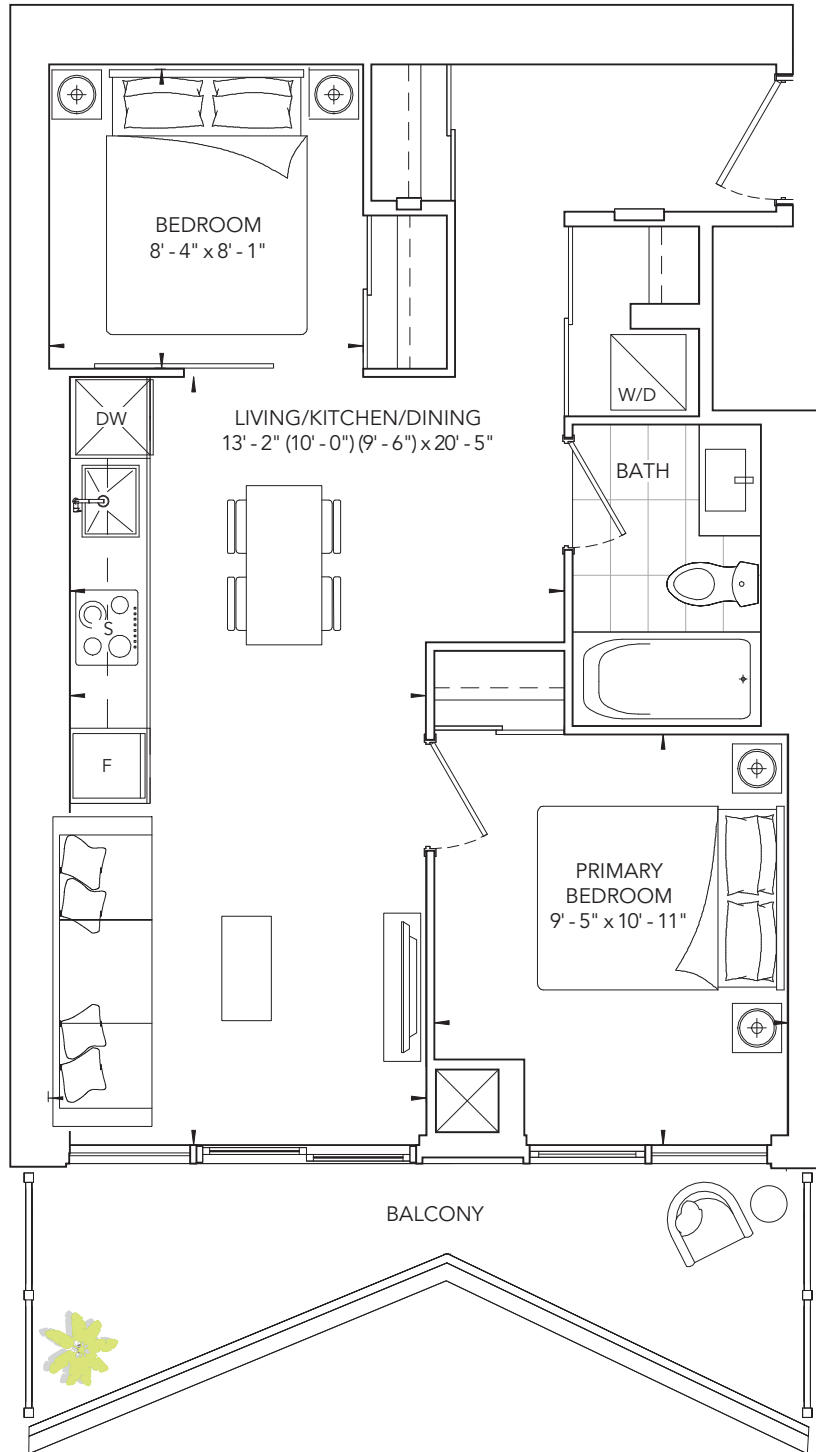 BEDROOM
8' - 4" x 8' - 1"
W/D
DW
LIVING/KITCHEN/DINING
13' - 2" (10' - 0") (9' - 6") x 20' - 5"
BATH
S
F
PRIMARY
BEDROOM
9' - 5" x 10' - 11"
BALCONY